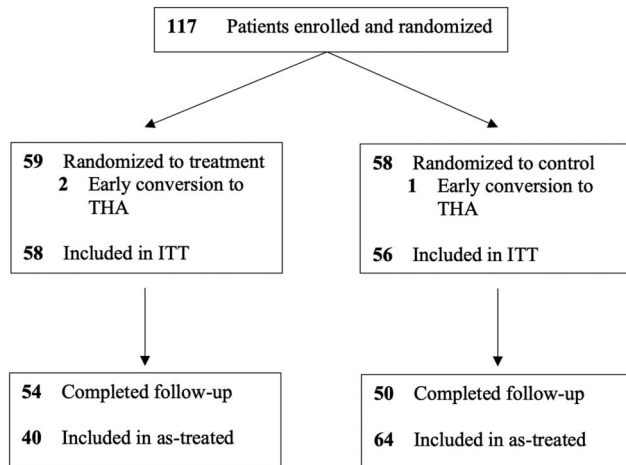 117 Patients enrolled and randomized
59 Randomized to treatment
2 Early conversion to
THA
58 Included in ITT
58 Randomized to control
1 Early conversion to
THA
56 Included in ITT
54 Completed follow-up
40 Included in as-treated
50 Completed follow-up
64 Included in as-treated